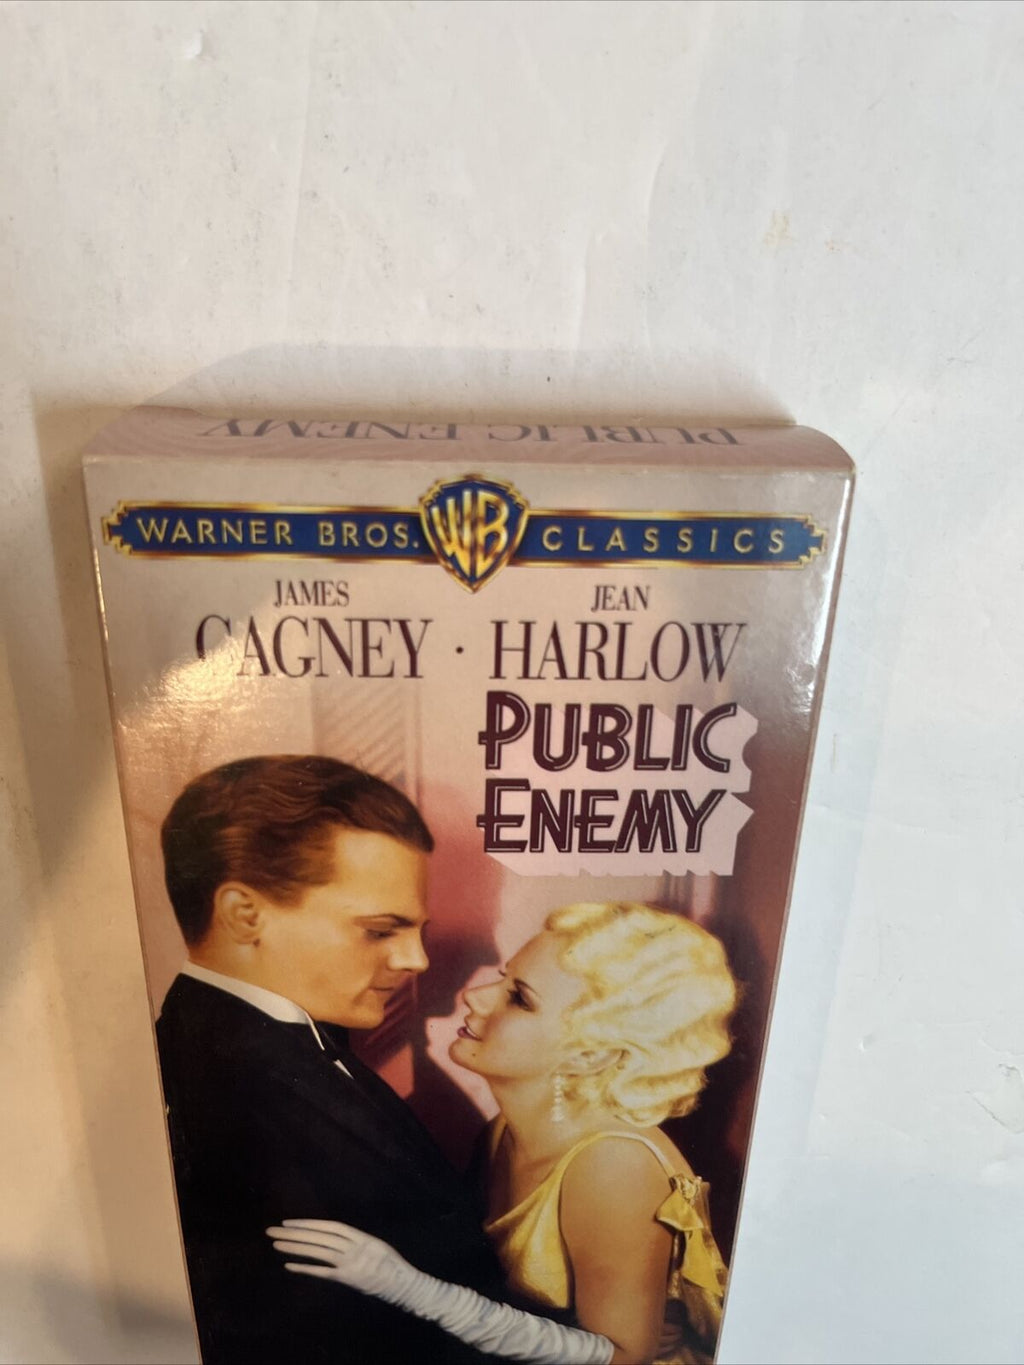 PUBLIC ENEMY
WARNER BROS. WB CLASSICS
JAMES CAGNEY · JEAN HARLOW
PUBLIC
ENEMY